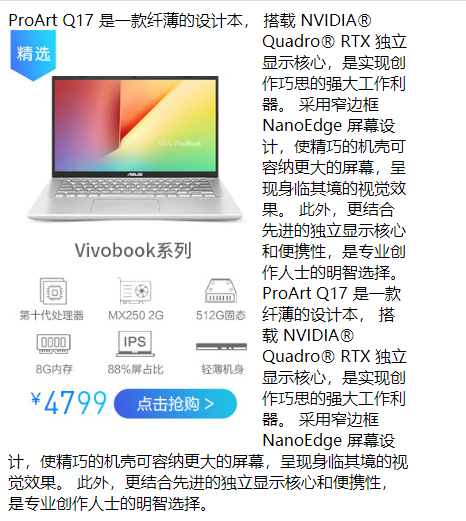 ProArt Q17 是一款纤薄的设计本， 搭载 NVIDIA®
Quadro® RTX 独立
显示核心，是实现创
作巧思的强大工作利
器。 采用窄边框
NanoEdge 屏幕设
计，使精巧的机壳可
容纳更大的屏幕，呈
现身临其境的视觉效
果。 此外，更结合
先进的独立显示核心
和便携性，是专业创
作人士的明智选择。
ProArt Q17 是一款
纤薄的设计本， 搭
载 NVIDIA®
Quadro® RTX 独立
显示核心，是实现创
作巧思的强大工作利
器。 采用窄边框
NanoEdge 屏幕设
计，使精巧的机壳可容纳更大的屏幕，呈现身临其境的视
觉效果。 此外，更结合先进的独立显示核心和便携性，
是专业创作人士的明智选择。
精选
ASUS VivoBook
ASUS
Vivobook系列
第十代处理器
MX250 2G
512G固态
IPS
8G内存
88%屏占比
轻薄机身
¥4799
点击抢购 >